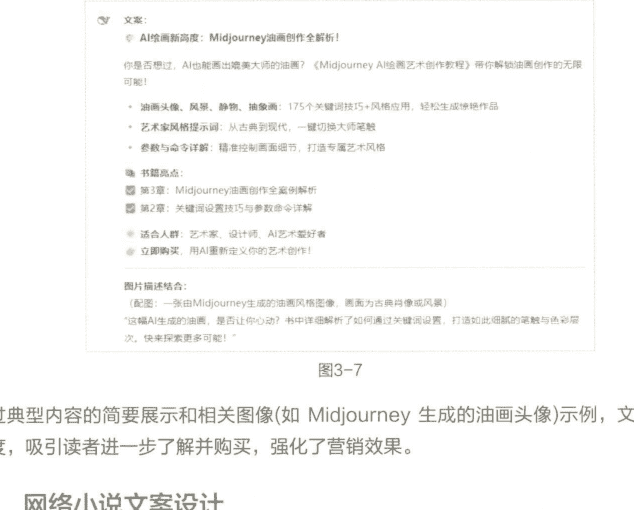 文案：
AI绘画新高度：Midjourney油画创作全解析！
你是否想过，AI也能画出媲美大师的油画？《Midjourney AI绘画艺术创作教程》带你解锁油画创作的无限
可能！
• 油画头像、风景、静物、抽象画：175个关键词技巧+风格应用，轻松生成惊艳作品
• 艺术家风格提示词：从古典到现代，一键切换大师笔触
• 参数与命令详解：精准控制画面细节，打造专属艺术风格
书籍亮点：
第3章：Midjourney油画创作全案例解析
第2章：关键词设置技巧与参数命令详解
适合人群：艺术家、设计师、AI艺术爱好者
立即购买，用AI重新定义你的艺术创作！
图片描述结合：
（配图：一张由Midjourney生成的油画风格图像，画面为古典肖像或风景）
“这幅AI生成的油画，是否让你心动？书中详细解析了如何通过关键词设置，打造如此细腻的笔触与色彩层
次。快来探索更多可能！”
图3-7
过典型内容的简要展示和相关图像(如 Midjourney 生成的油画头像)示例，文
度，吸引读者进一步了解并购买，强化了营销效果。
网络小说文案设计